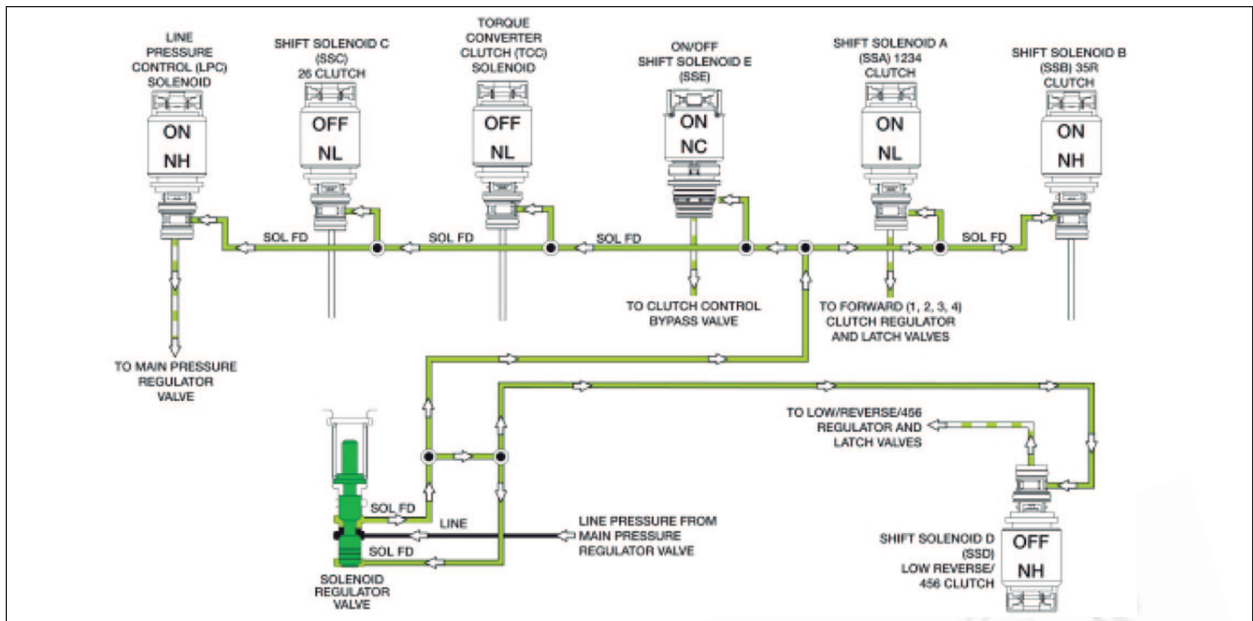 LINE
PRESSURE
CONTROL (LPC)
SOLENOID
SHIFT SOLENOID C
(SSC)
26 CLUTCH
TORQUE
CONVERTER
CLUTCH (TCC)
SOLENOID
ON/OFF
SHIFT SOLENOID E
(SSE)
SHIFT SOLENOID A
(SSA) 1234
CLUTCH
SHIFT SOLENOID B
(SSB) 35R
CLUTCH
ON
NH
OFF
NL
OFF
NL
ON
NC
ON
NL
ON
NH
SOL FD
SOL FD
SOL FD
SOL FD
TO MAIN PRESSURE
REGULATOR
VALVE
TO CLUTCH CONTROL
BYPASS VALVE
TO FORWARD (1, 2, 3, 4)
CLUTCH REGULATOR
AND LATCH VALVES
TO LOW/REVERSE/456
REGULATOR AND
LATCH VALVES
SOL FD
LINE
SOL FD
LINE PRESSURE FROM
MAIN PRESSURE
REGULATOR VALVE
SOLENOID
REGULATOR
VALVE
SHIFT SOLENOID D
(SSD)
LOW REVERSE/
456 CLUTCH
OFF
NH